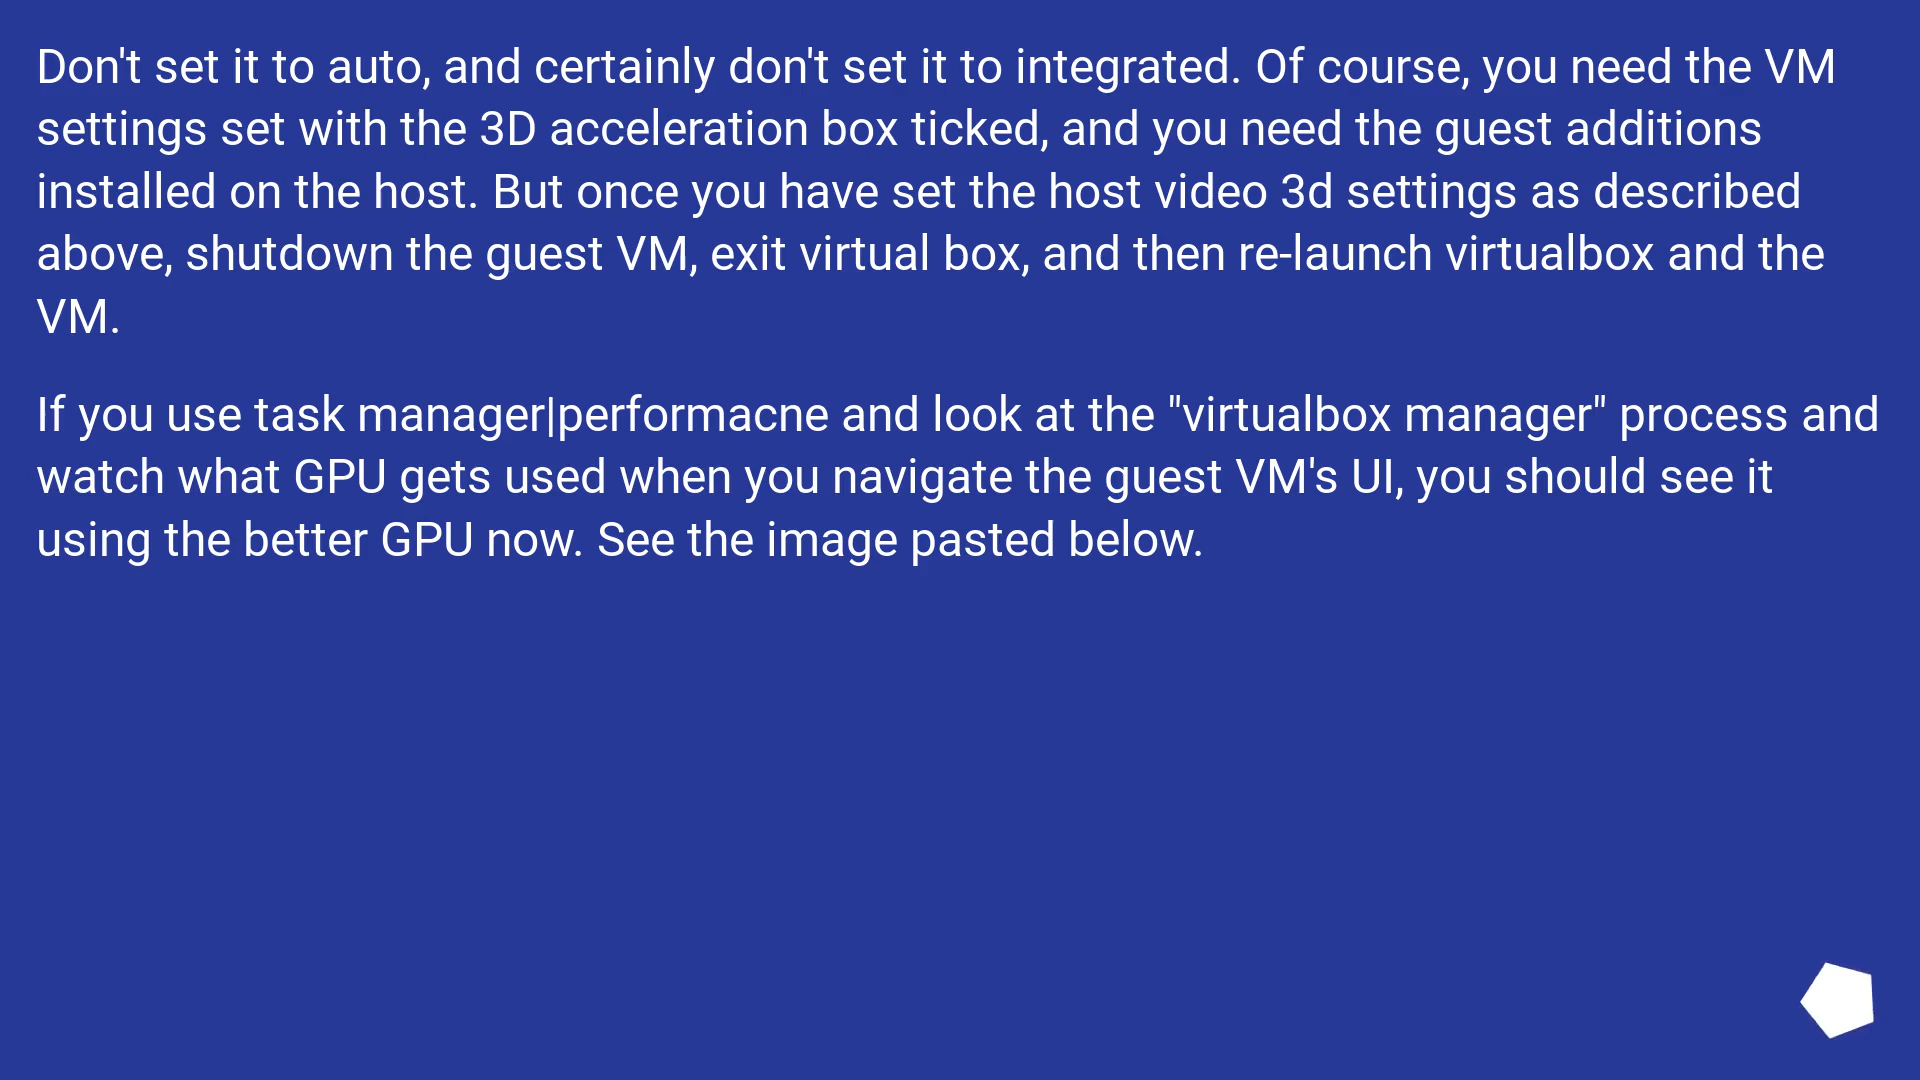 Don't set it to auto, and certainly don't set it to integrated. Of course, you need the VM
settings set with the 3D acceleration box ticked, and you need the guest additions
installed on the host. But once you have set the host video 3d settings as described
above, shutdown the guest VM, exit virtual box, and then re-launch virtualbox and the
VM.
If you use task manager|performacne and look at the "virtualbox manager" process and
watch what GPU gets used when you navigate the guest VM's UI, you should see it
using the better GPU now. See the image pasted below.